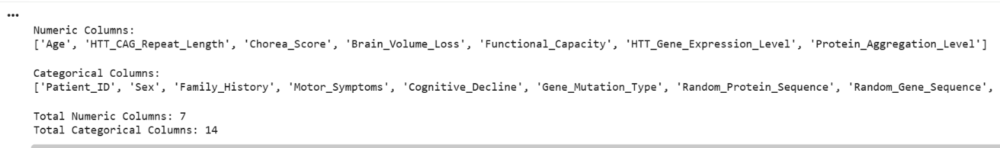 Numeric Columns:
['Age', 'HTT_CAG_Repeat_Length', 'Chorea_Score', 'Brain_Volume_Loss', 'Functional_Capacity', 'HTT_Gene_Expression_Level', 'Protein_Aggregation_Level']
Categorical Columns:
['Patient_ID', 'Sex', 'Family_History', 'Motor_Symptoms', 'Cognitive_Decline', 'Gene_Mutation_Type', 'Random_Protein_Sequence', 'Random_Gene_Sequence',
Total Numeric Columns: 7
Total Categorical Columns: 14